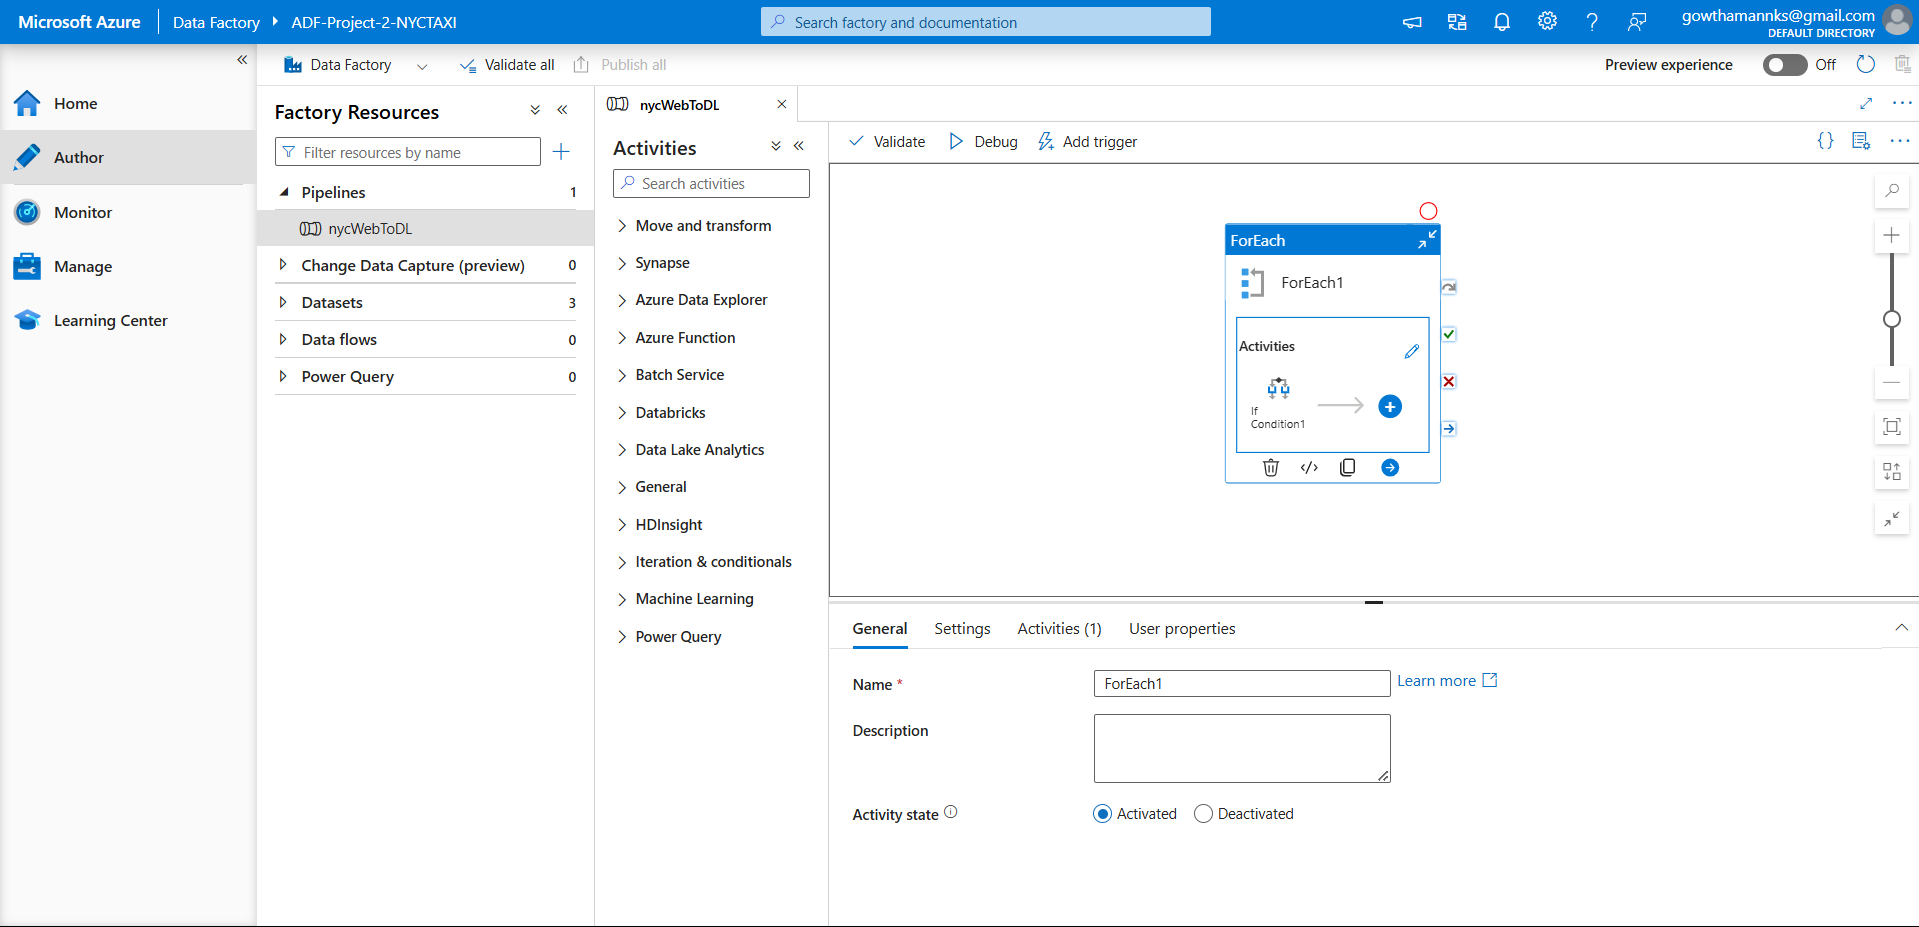 Microsoft Azure
Data Factory
ADF-Project-2-NYCTAXI
Search factory and documentation
gowthamannks@gmail.com
DEFAULT DIRECTORY
Data Factory
Validate all
Publish all
Preview experience
Off
Home
Author
Monitor
Manage
Learning Center
Factory Resources
Filter resources by name
Pipelines
1
nycWebToDL
Change Data Capture (preview)
0
Datasets
3
Data flows
0
Power Query
0
nycWebToDL
Activities
Search activities
Move and transform
Synapse
Azure Data Explorer
Azure Function
Batch Service
Databricks
Data Lake Analytics
General
HDInsight
Iteration & conditionals
Machine Learning
Power Query
Validate
Debug
Add trigger
ForEach
ForEach1
Activities
If
Condition1
General
Settings
Activities (1)
User properties
Name *
ForEach1
Learn more
Description
Activity state
Activated
Deactivated